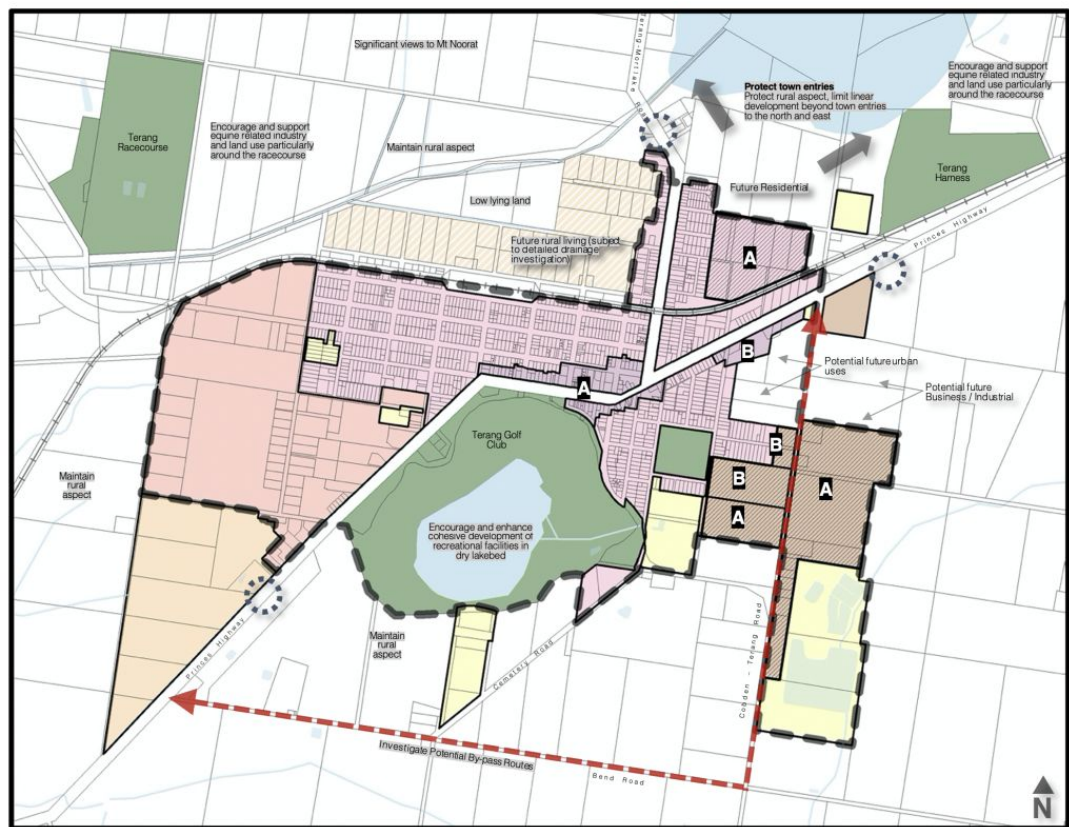 Significant views to Mt Noorat
Terang-Mortlake
Road
Encourage and support
equine related industry
and land use particularly
around the racecourse
Protect town entries
Protect rural aspect, limit linear
development beyond town entries
to the north and east
Terang
Racecourse
Encourage and support
equine related industry
and land use particularly
around the racecourse
Maintain rural aspect
Terang
Harness
Low lying land
Future Residential
Princes Highway
Future rural living (subject
to detailed drainage
investigation)
A
B
Potential future urban
uses
A
Potential future
Business / Industrial
Terang Golf
Club
B
B
A
A
Maintain
rural
aspect
Encourage and enhance
cohesive development of
recreational facilities in
dry lakebed
Princes Highway
Maintain
rural
aspect
Cemetery Road
Cobden - Terang Road
Investigate Potential By-pass Routes
Bend Road
N